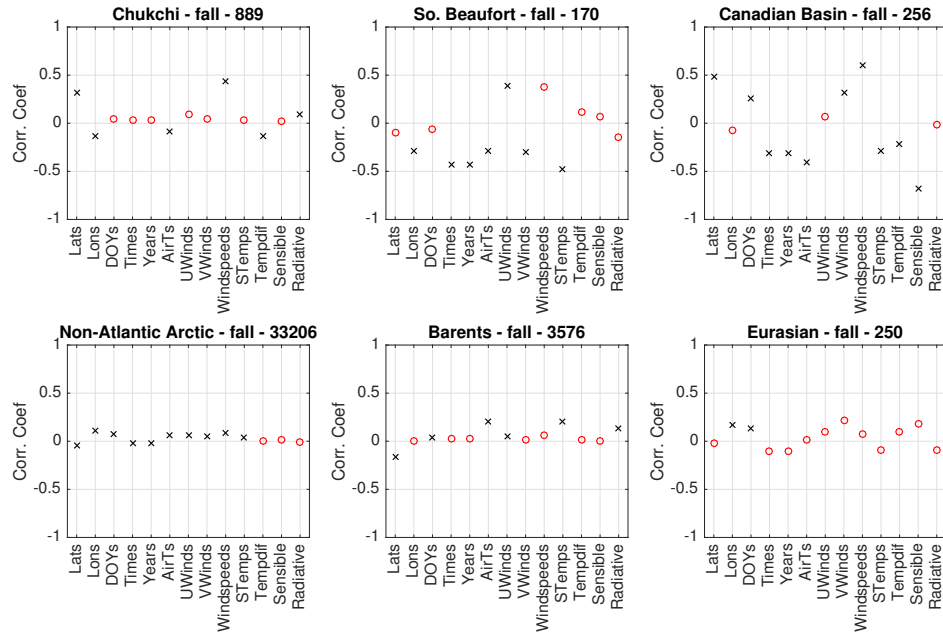 Chukchi - fall - 889
Corr. Coef
1
0.5
0
-0.5
-1
Lats
Lons
DOYs
Times
Years
AirTs
UWinds
VWinds
Windspeeds
STemps
Tempdif
Sensible
Radiative
So. Beaufort - fall - 170
Corr. Coef
1
0.5
0
-0.5
-1
Lats
Lons
DOYs
Times
Years
AirTs
UWinds
VWinds
Windspeeds
STemps
Tempdif
Sensible
Radiative
Canadian Basin - fall - 256
Corr. Coef
1
0.5
0
-0.5
-1
Lats
Lons
DOYs
Times
Years
AirTs
UWinds
VWinds
Windspeeds
STemps
Tempdif
Sensible
Radiative
Non-Atlantic Arctic - fall - 33206
Corr. Coef
1
0.5
0
-0.5
-1
Lats
Lons
DOYs
Times
Years
AirTs
UWinds
VWinds
Windspeeds
STemps
Tempdif
Sensible
Radiative
Barents - fall - 3576
Corr. Coef
1
0.5
0
-0.5
-1
Lats
Lons
DOYs
Times
Years
AirTs
UWinds
VWinds
Windspeeds
STemps
Tempdif
Sensible
Radiative
Eurasian - fall - 250
Corr. Coef
1
0.5
0
-0.5
-1
Lats
Lons
DOYs
Times
Years
AirTs
UWinds
VWinds
Windspeeds
STemps
Tempdif
Sensible
Radiative